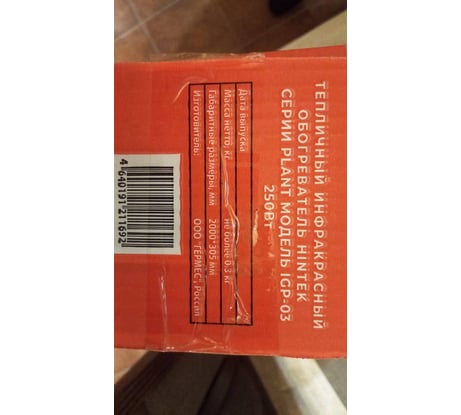 ТЕПЛИЧНЫЙ ИНФРАКРАСНЫЙ
ОБОГРЕВАТЕЛЬ HINTEK
СЕРИИ PLANT МОДЕЛЬ IGP-03
250Вт
Дата выпуска
Масса нетто, кг не более 0.3 кг
Габаритные размеры, мм 2000*305 мм
Изготовитель: ООО "ГЕРМЕС", Россия
4 640191 211692